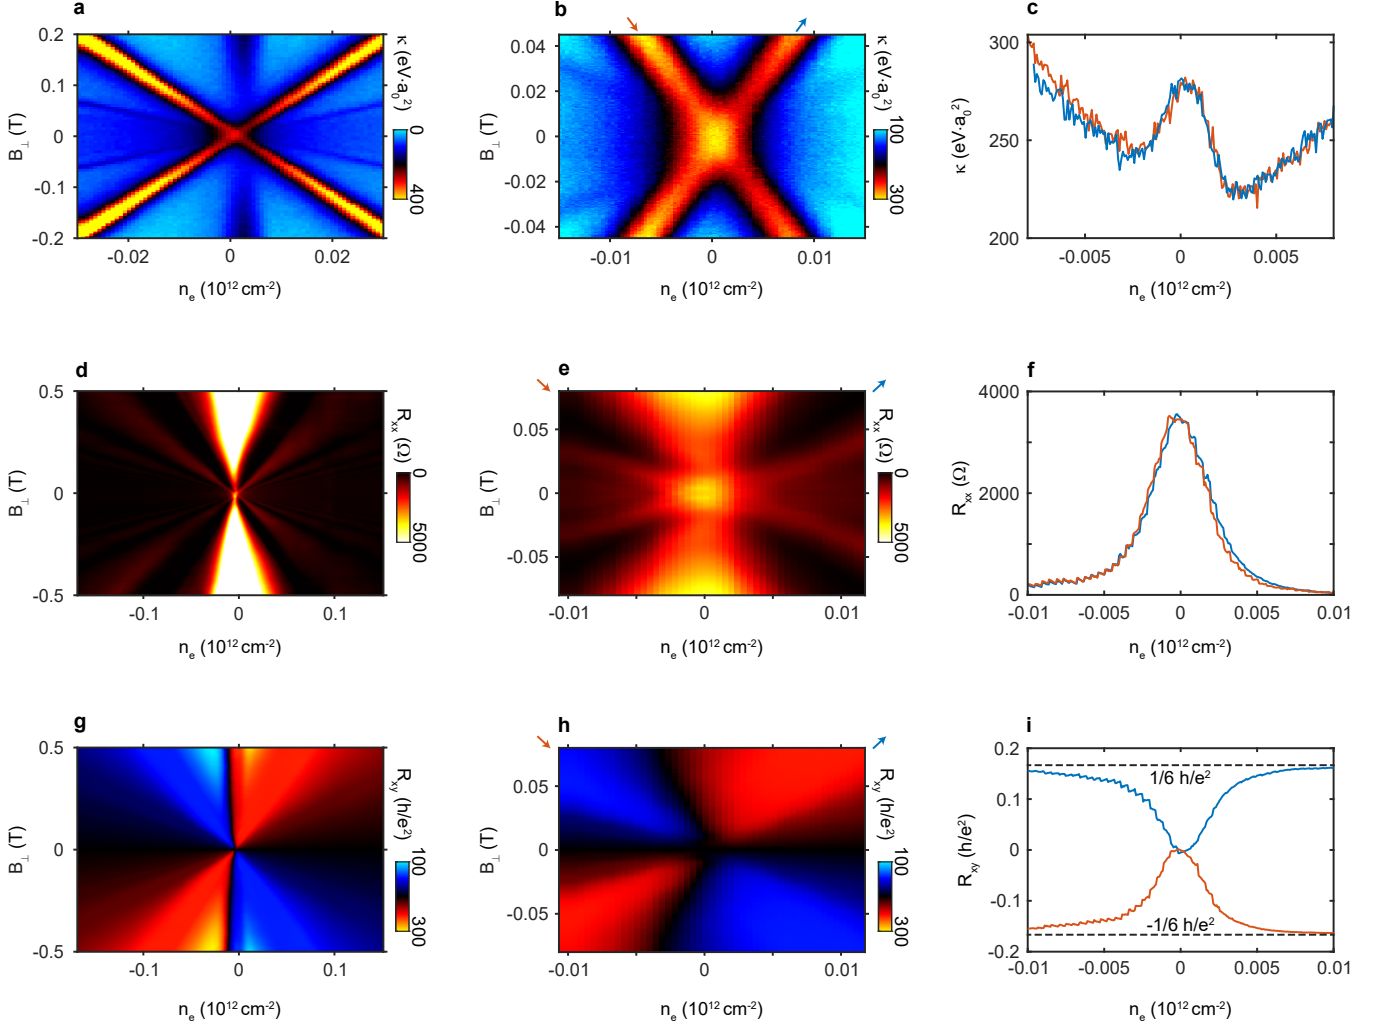 a
0.2
0.1
0
-0.1
-0.2
B⊥ (T)
-0.02
0
0.02
nₑ (10¹² cm⁻²)
κ (eV·a₀²)
0
400
b
0.04
0.02
0
-0.02
-0.04
B⊥ (T)
-0.01
0
0.01
nₑ (10¹² cm⁻²)
κ (eV·a₀²)
100
300
c
300
250
200
κ (eV·a₀²)
-0.005
0
0.005
nₑ (10¹² cm⁻²)
d
0.5
0
-0.5
B⊥ (T)
-0.1
0
0.1
nₑ (10¹² cm⁻²)
Rₓₓ (Ω)
0
5000
e
0.05
0
-0.05
B⊥ (T)
-0.01
0
0.01
nₑ (10¹² cm⁻²)
Rₓₓ (Ω)
0
5000
f
4000
2000
0
Rₓₓ (Ω)
-0.01
-0.005
0
0.005
0.01
nₑ (10¹² cm⁻²)
g
0.5
0
-0.5
B⊥ (T)
-0.1
0
0.1
nₑ (10¹² cm⁻²)
Rxy (h/e²)
100
300
h
0.05
0
-0.05
B⊥ (T)
-0.01
0
0.01
nₑ (10¹² cm⁻²)
Rxy (h/e²)
100
300
i
0.2
0.1
0
-0.1
-0.2
Rxy (h/e²)
1/6 h/e²
-1/6 h/e²
-0.01
-0.005
0
0.005
0.01
nₑ (10¹² cm⁻²)